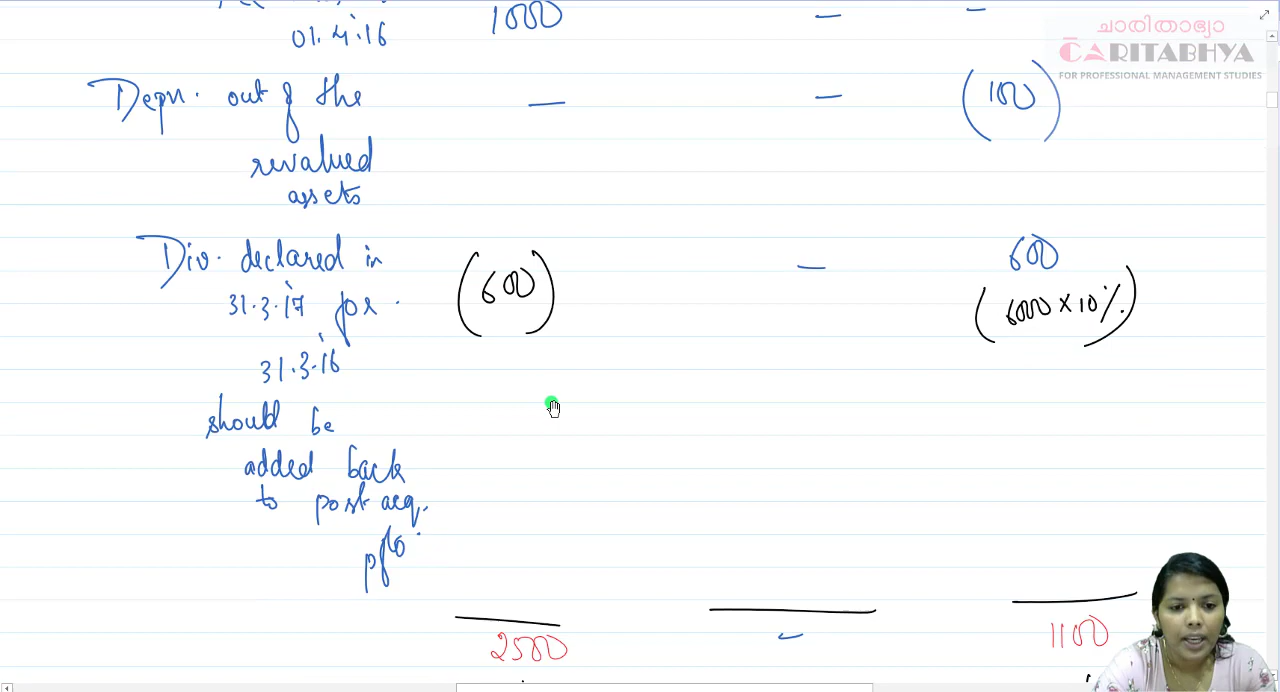 ചാരിതാഭ്യാ
CARITABHYA
FOR PROFESSIONAL MANAGEMENT STUDIES
01.4.16 1000 – –
Depn. out of the — – (100)
revalued
assets
Div. declared in (600) – 600
31.3.17 for (6000 x 10%)
31.3.16
should be
added back
to post acq.
2500 – 1100